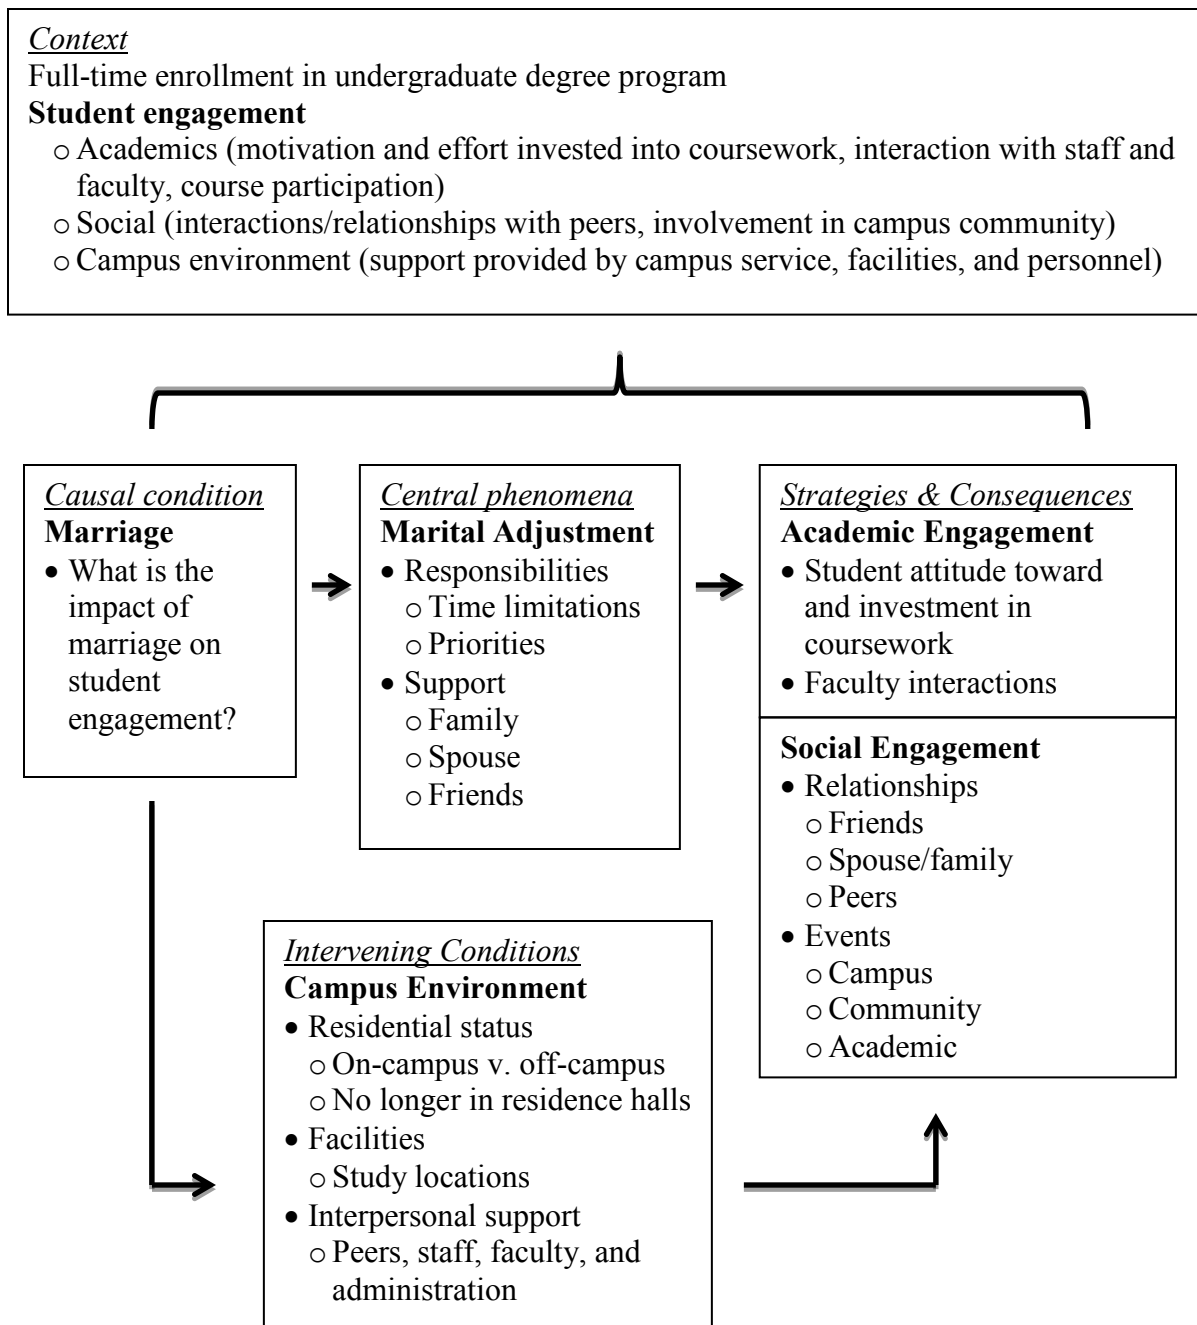 Context
Full-time enrollment in undergraduate degree program
Student engagement
o Academics (motivation and effort invested into coursework, interaction with staff and
faculty, course participation)
o Social (interactions/relationships with peers, involvement in campus community)
o Campus environment (support provided by campus service, facilities, and personnel)
Causal condition
Marriage
• What is the
impact of
marriage on
student
engagement?
Central phenomena
Marital Adjustment
• Responsibilities
o Time limitations
o Priorities
• Support
o Family
o Spouse
o Friends
Strategies & Consequences
Academic Engagement
• Student attitude toward
and investment in
coursework
• Faculty interactions
Social Engagement
• Relationships
o Friends
o Spouse/family
o Peers
• Events
o Campus
o Community
o Academic
Intervening Conditions
Campus Environment
• Residential status
o On-campus v. off-campus
o No longer in residence halls
• Facilities
o Study locations
• Interpersonal support
o Peers, staff, faculty, and
administration